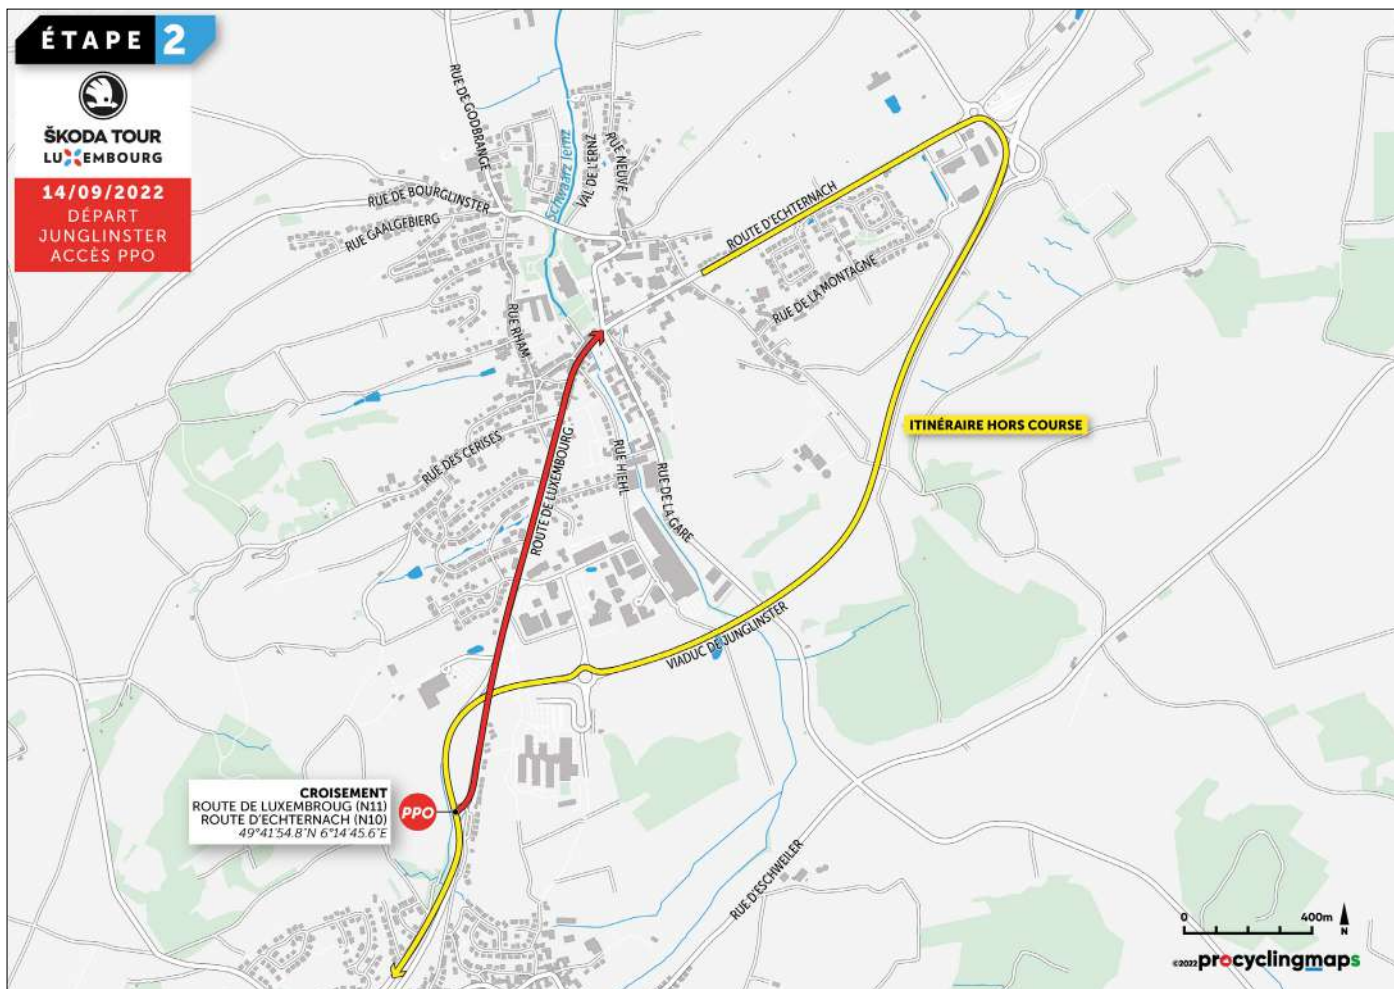 ÉTAPE 2
ŠKODA TOUR
LUXEMBOURG
14/09/2022
DÉPART
JUNGLINSTER
ACCÈS PPO
RUE DE GODBRANGE
Schwaarz Iernz
VAL DE L'ERNZ
RUE NEUVE
RUE DE BOURGLINSTER
RUE GAALGEBIERG
ROUTE D'ECHTERNACH
RUE DE LA MONTAGNE
RUE RHAM
ITINÉRAIRE HORS COURSE
RUE DES CERISES
ROUTE DE LUXEMBOURG
RUE HIEHL
RUE DE LA GARE
VIADUC DE JUNGLINSTER
CROISEMENT
ROUTE DE LUXEMBROUG (N11)
ROUTE D'ECHTERNACH (N10)
49°41'54.8"N 6°14'45.6"E
PPO
RUE D'ESCHWEILER
0 400m
N
©2022 procyclingmaps